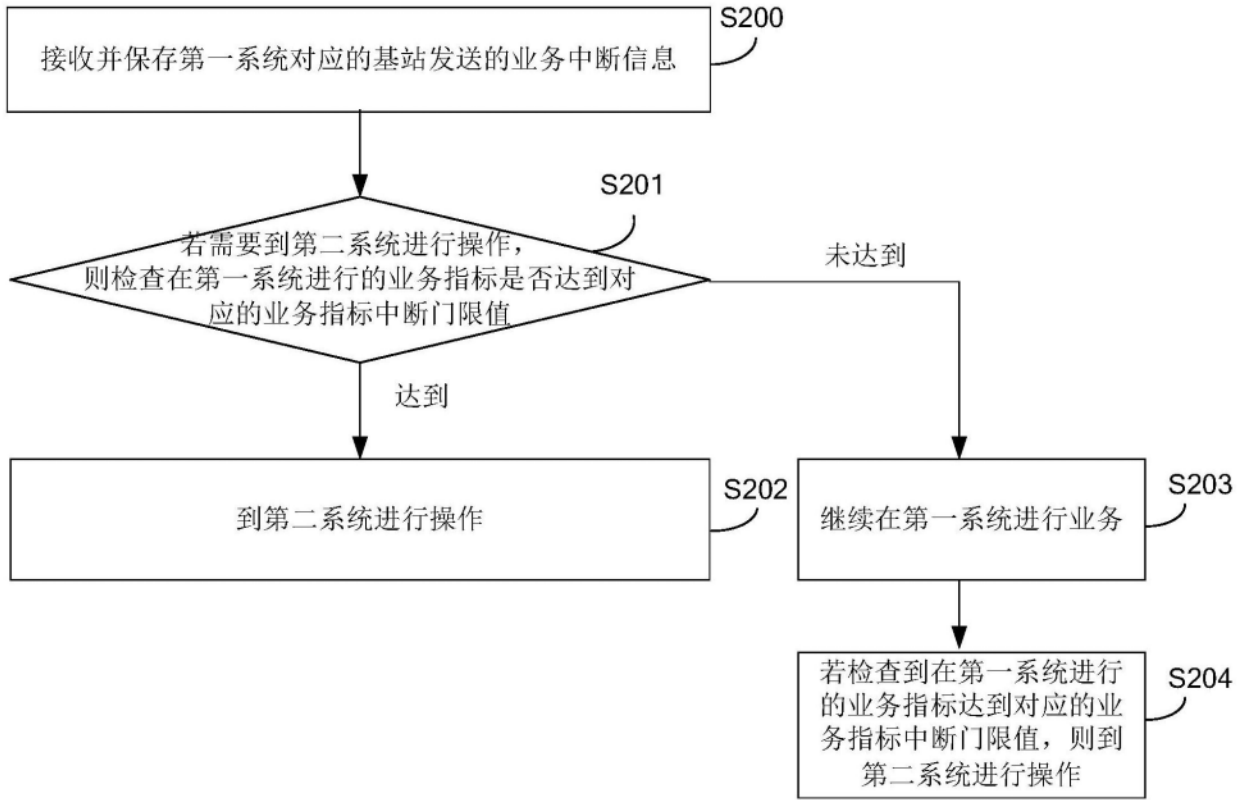 S200
接收并保存第一系统对应的基站发送的业务中断信息
S201
若需要到第二系统进行操作，
则检查在第一系统进行的业务指标是否达到对
应的业务指标中断门限值
未达到
达到
S202
到第二系统进行操作
S203
继续在第一系统进行业务
S204
若检查到在第一系统进行
的业务指标达到对应的业
务指标中断门限值，则到
第二系统进行操作